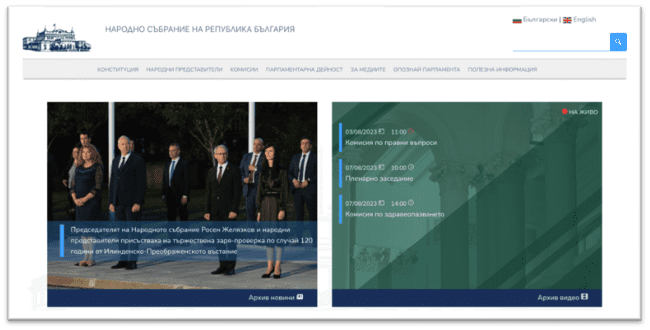 Български | English
НАРОДНО СЪБРАНИЕ НА РЕПУБЛИКА БЪЛГАРИЯ
КОНСТИТУЦИЯ НАРОДНИ ПРЕДСТАВИТЕЛИ КОМИСИИ ПАРЛАМЕНТАРНА ДЕЙНОСТ ЗА МЕДИИТЕ ОПОЗНАЙ ПАРЛАМЕНТА ПОЛЕЗНА ИНФОРМАЦИЯ
Председателят на Народното събрание Росен Желязков и народни
представители присъстваха на тържествена заря-проверка по случай 120
години от Илинденско-Преображенското въстание
Архив новини
НА ЖИВО
03/08/2023 11:00
Комисия по правни въпроси
07/08/2023 10:00
Пленарно заседание
07/08/2023 14:00
Комисия по здравеопазването
Архив видео